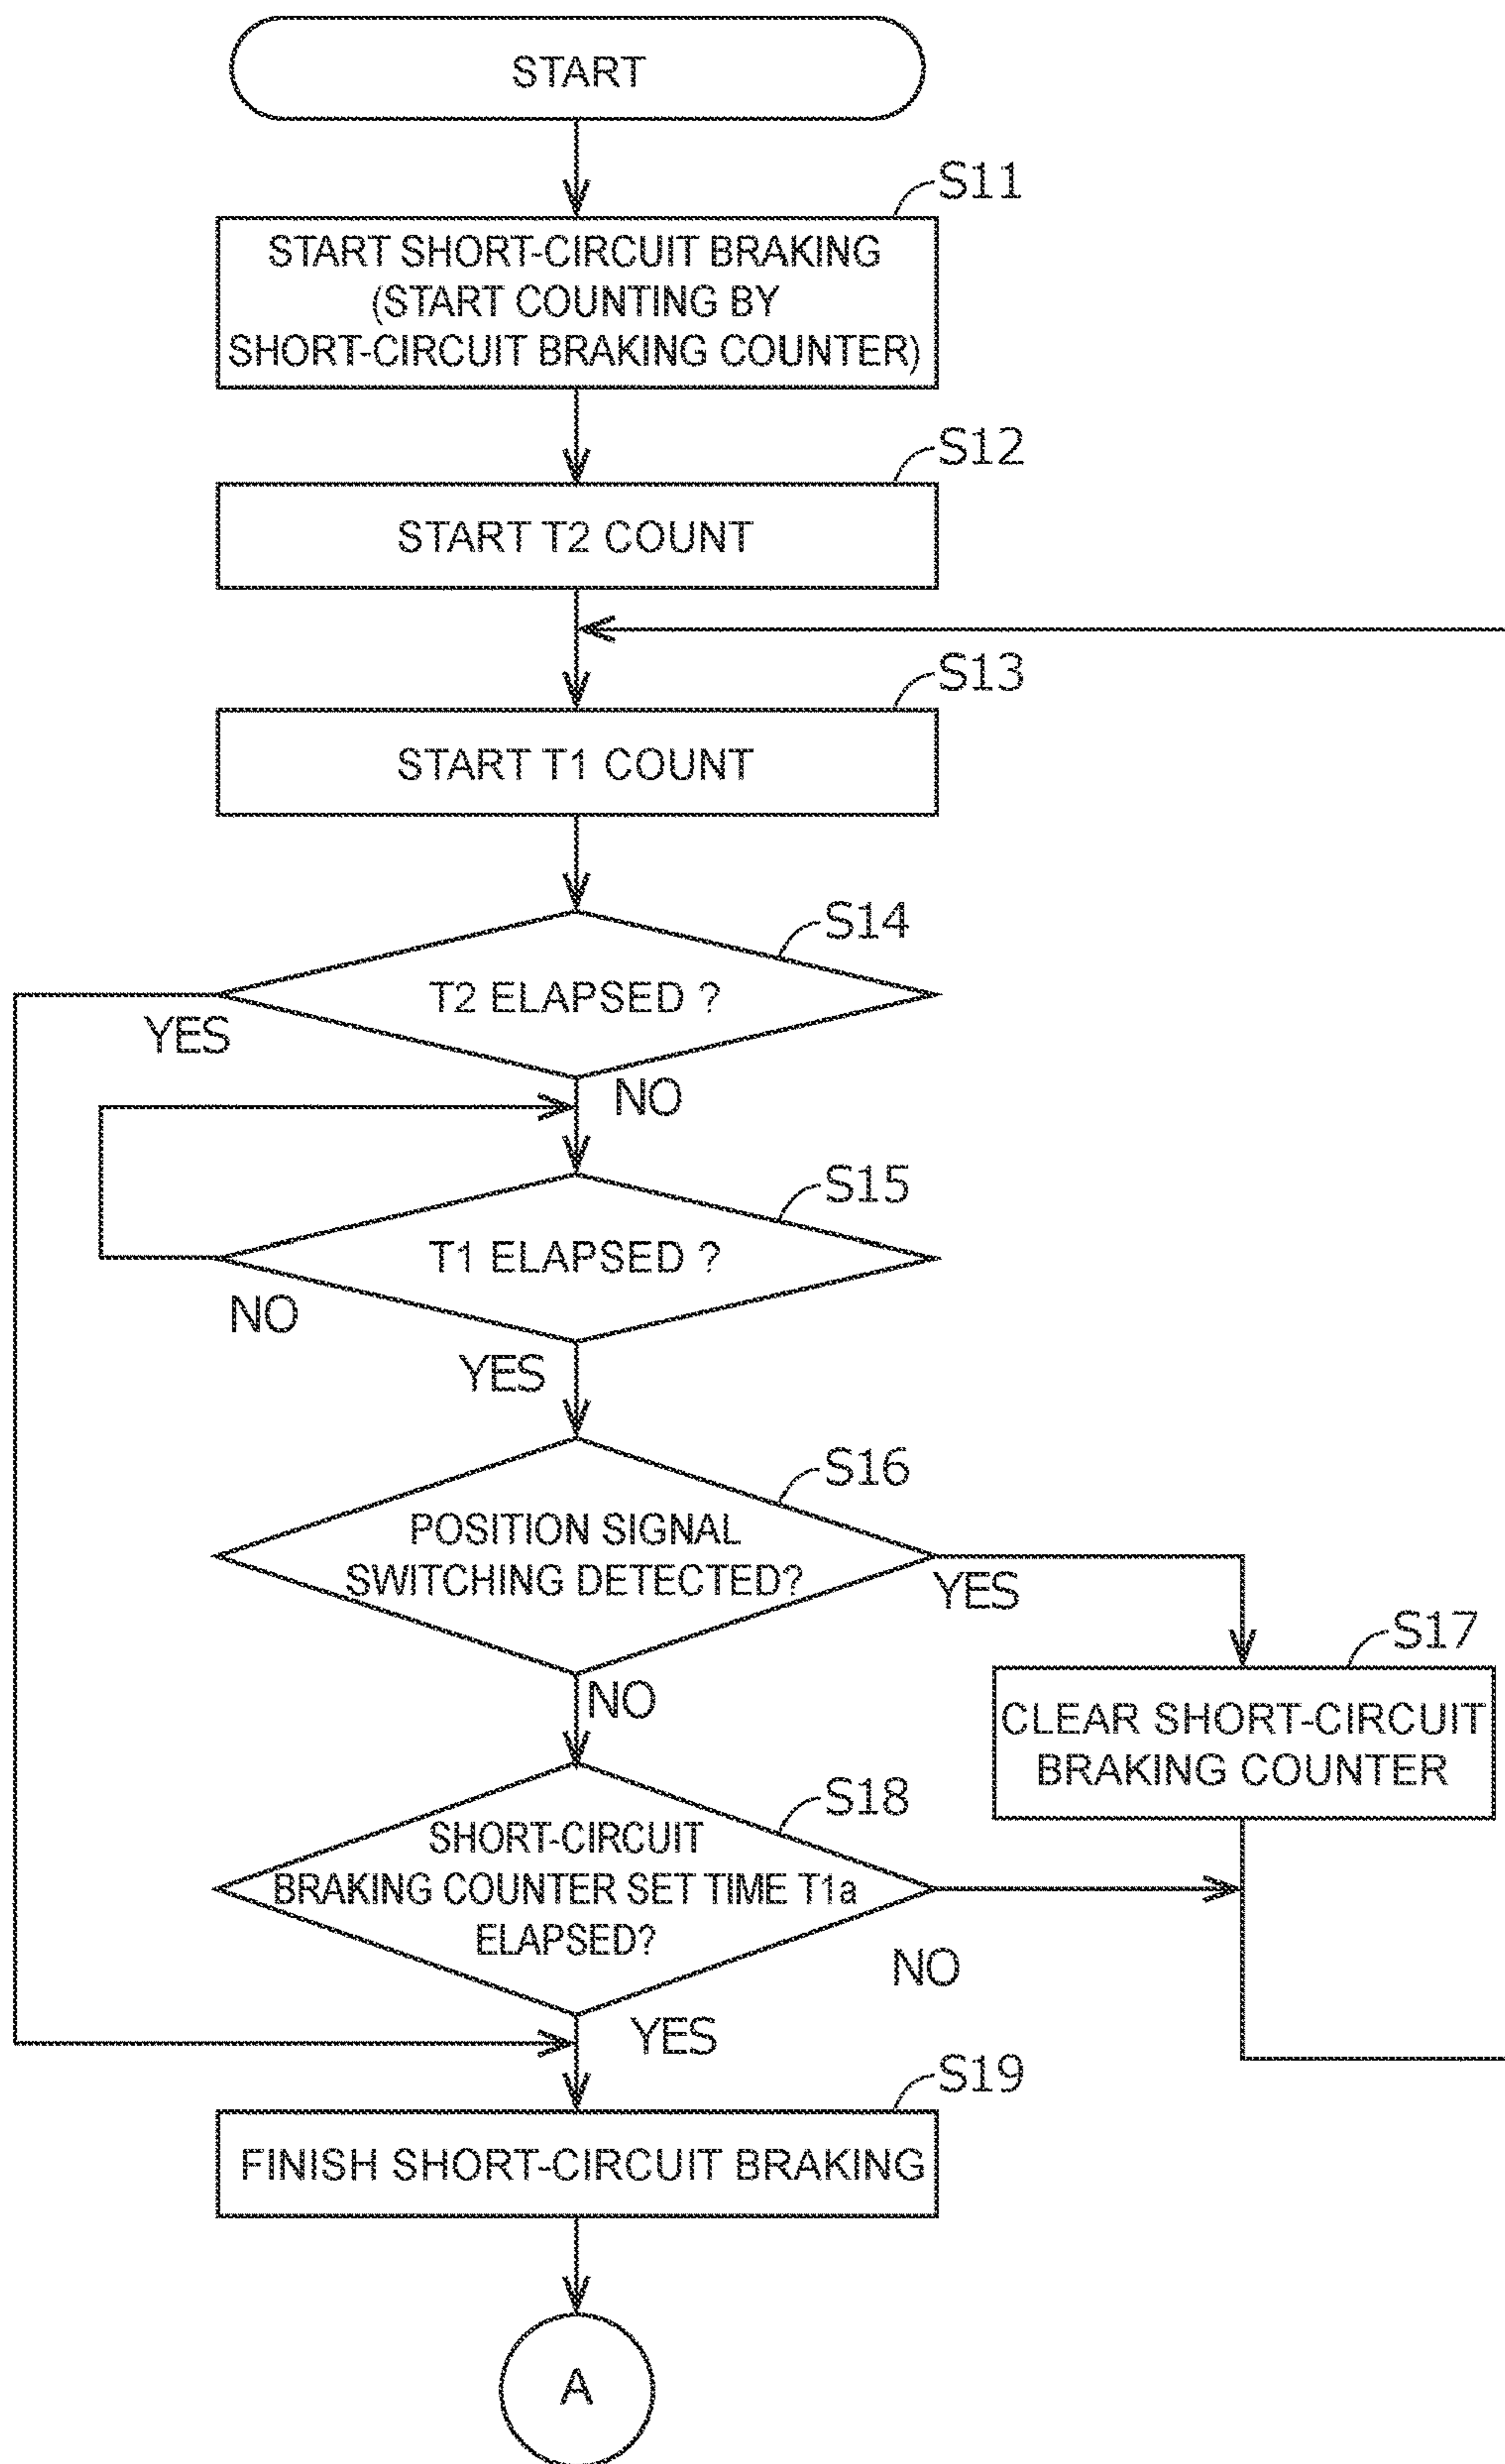 START
S11
START SHORT-CIRCUIT BRAKING
(START COUNTING BY
SHORT-CIRCUIT BRAKING COUNTER)
S12
START T2 COUNT
S13
START T1 COUNT
S14
T2 ELAPSED ?
YES
NO
S15
T1 ELAPSED ?
NO
YES
S16
POSITION SIGNAL
SWITCHING DETECTED?
YES
S17
CLEAR SHORT-CIRCUIT
BRAKING COUNTER
NO
S18
SHORT-CIRCUIT
BRAKING COUNTER SET TIME T1a
ELAPSED?
NO
YES
S19
FINISH SHORT-CIRCUIT BRAKING
A